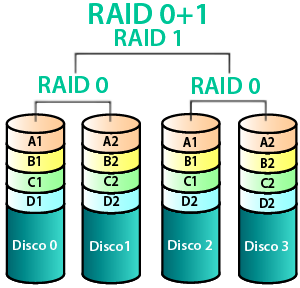 RAID 0+1
RAID 1
RAID 0 RAID 0
A1 A2 A1 A2
B1 B2 B1 B2
C1 C2 C1 C2
D1 D2 D2 D2
Disco 0 Disco1 Disco 2 Disco 3